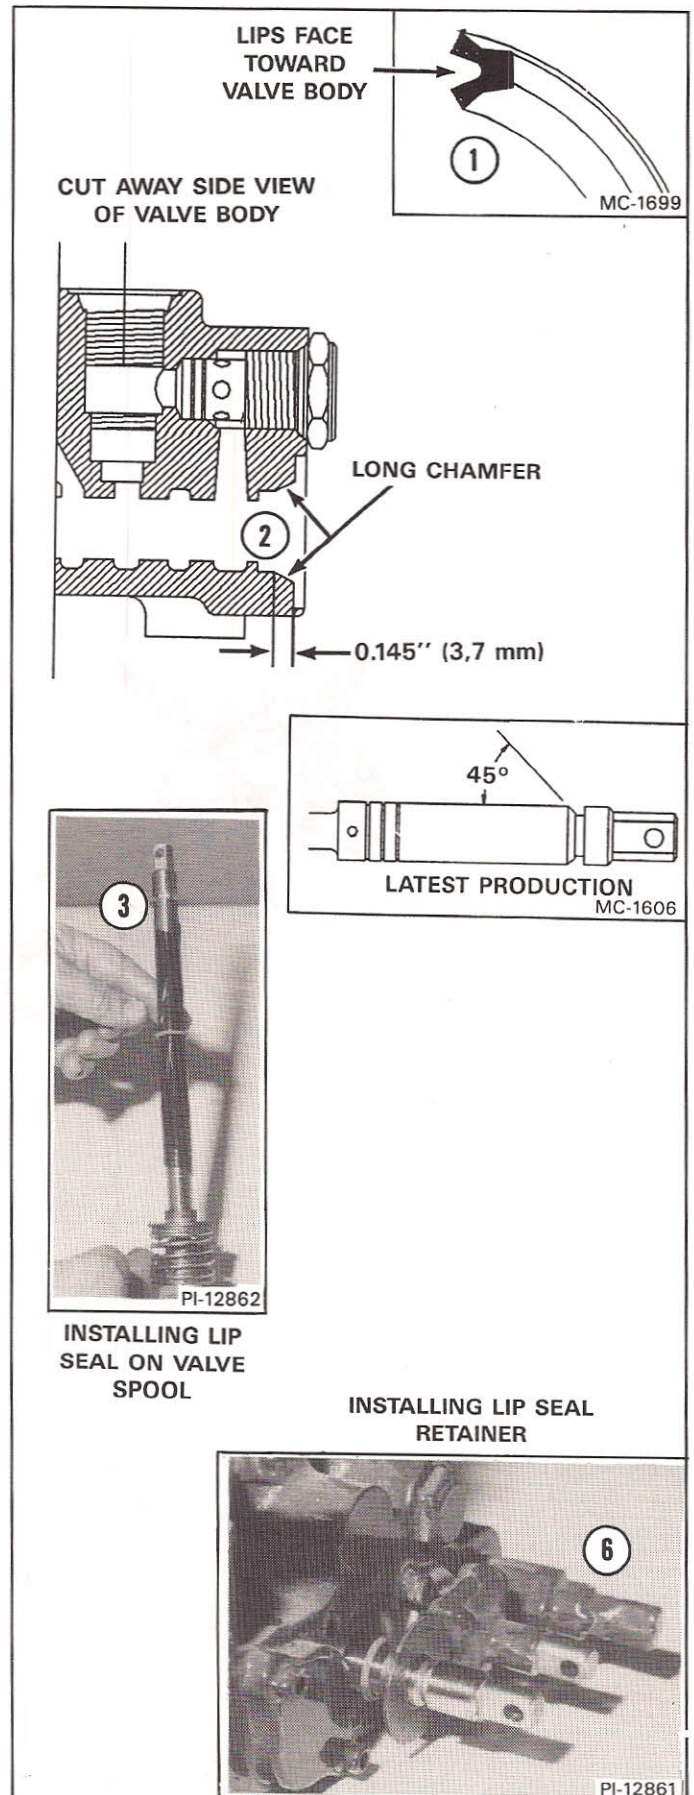 LIPS FACE
TOWARD
VALVE BODY
1
MC-1699
CUT AWAY SIDE VIEW
OF VALVE BODY
LONG CHAMFER
2
0.145'' (3,7 mm)
45°
LATEST PRODUCTION
MC-1606
3
PI-12862
INSTALLING LIP
SEAL ON VALVE
SPOOL
INSTALLING LIP SEAL
RETAINER
6
PI-12861